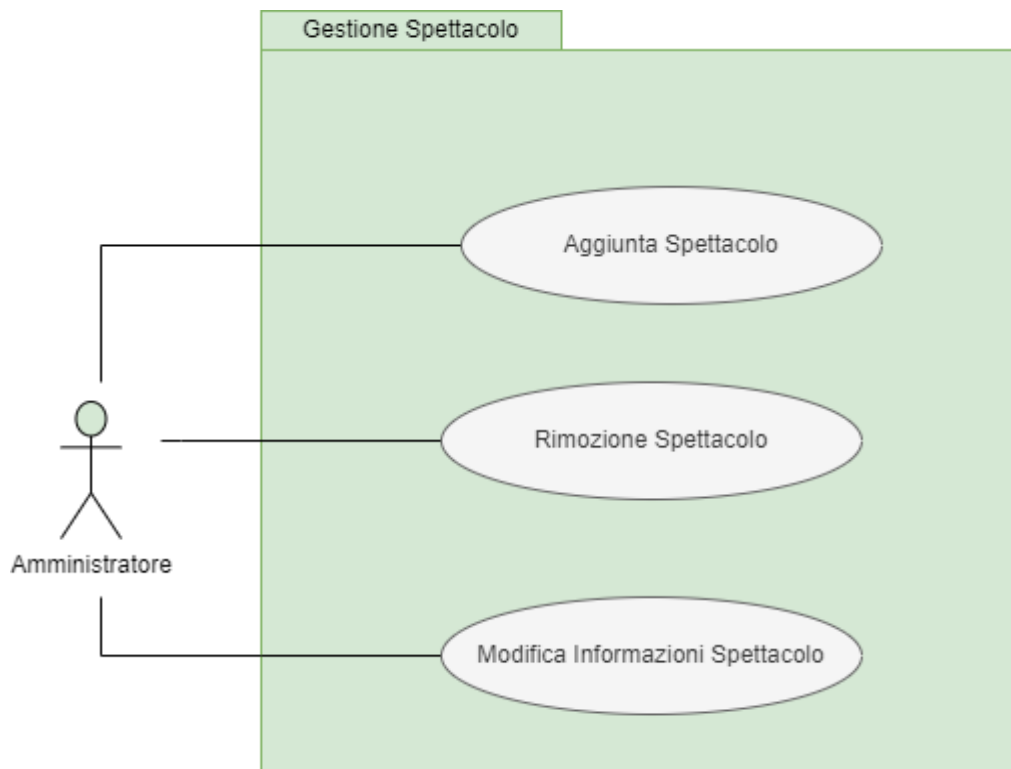 Gestione Spettacolo
Aggiunta Spettacolo
Rimozione Spettacolo
Amministratore
Modifica Informazioni Spettacolo